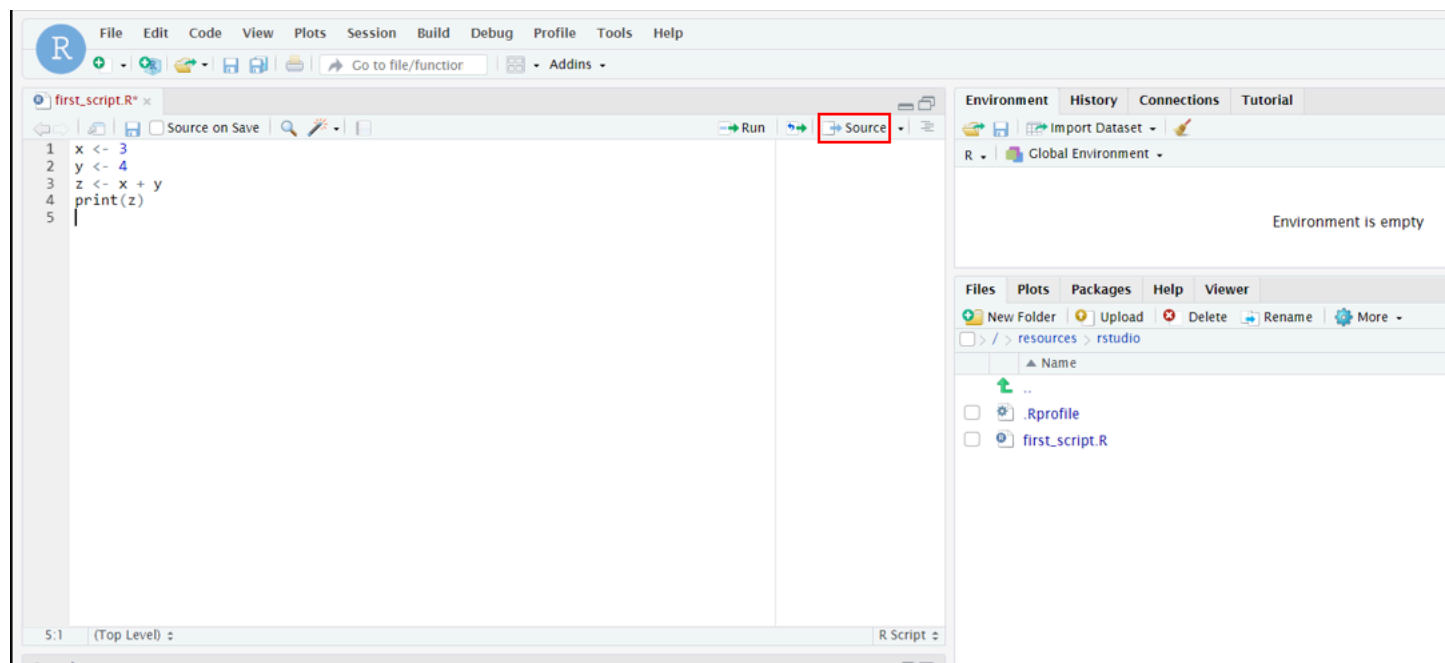 R
File Edit Code View Plots Session Build Debug Profile Tools Help
Go to file/function Addins
first_script.R* x
Source on Save Run Source
1 x <- 3
2 y <- 4
3 z <- x + y
4 print(z)
5
5:1 (Top Level) R Script
Environment History Connections Tutorial
Import Dataset
R Global Environment
Environment is empty
Files Plots Packages Help Viewer
New Folder Upload Delete Rename More
/ > resources > rstudio
Name
..
.Rprofile
first_script.R